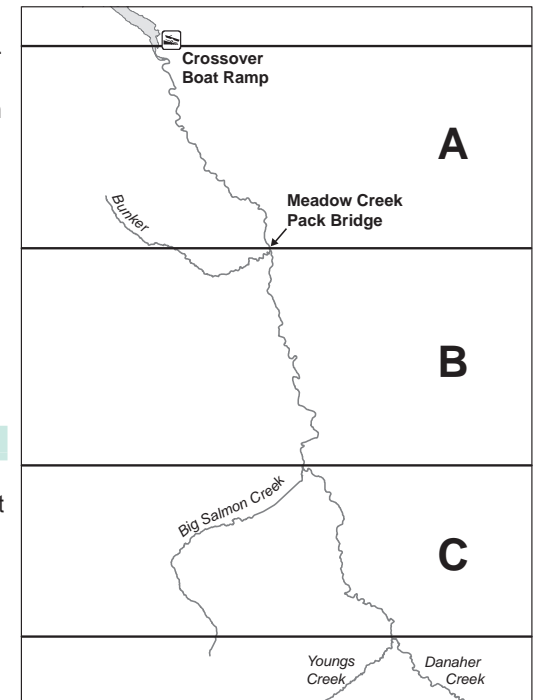 Crossover
Boat Ramp
A
Bunker
Meadow Creek
Pack Bridge
B
Big Salmon Creek
C
Youngs
Creek
Danaher
Creek